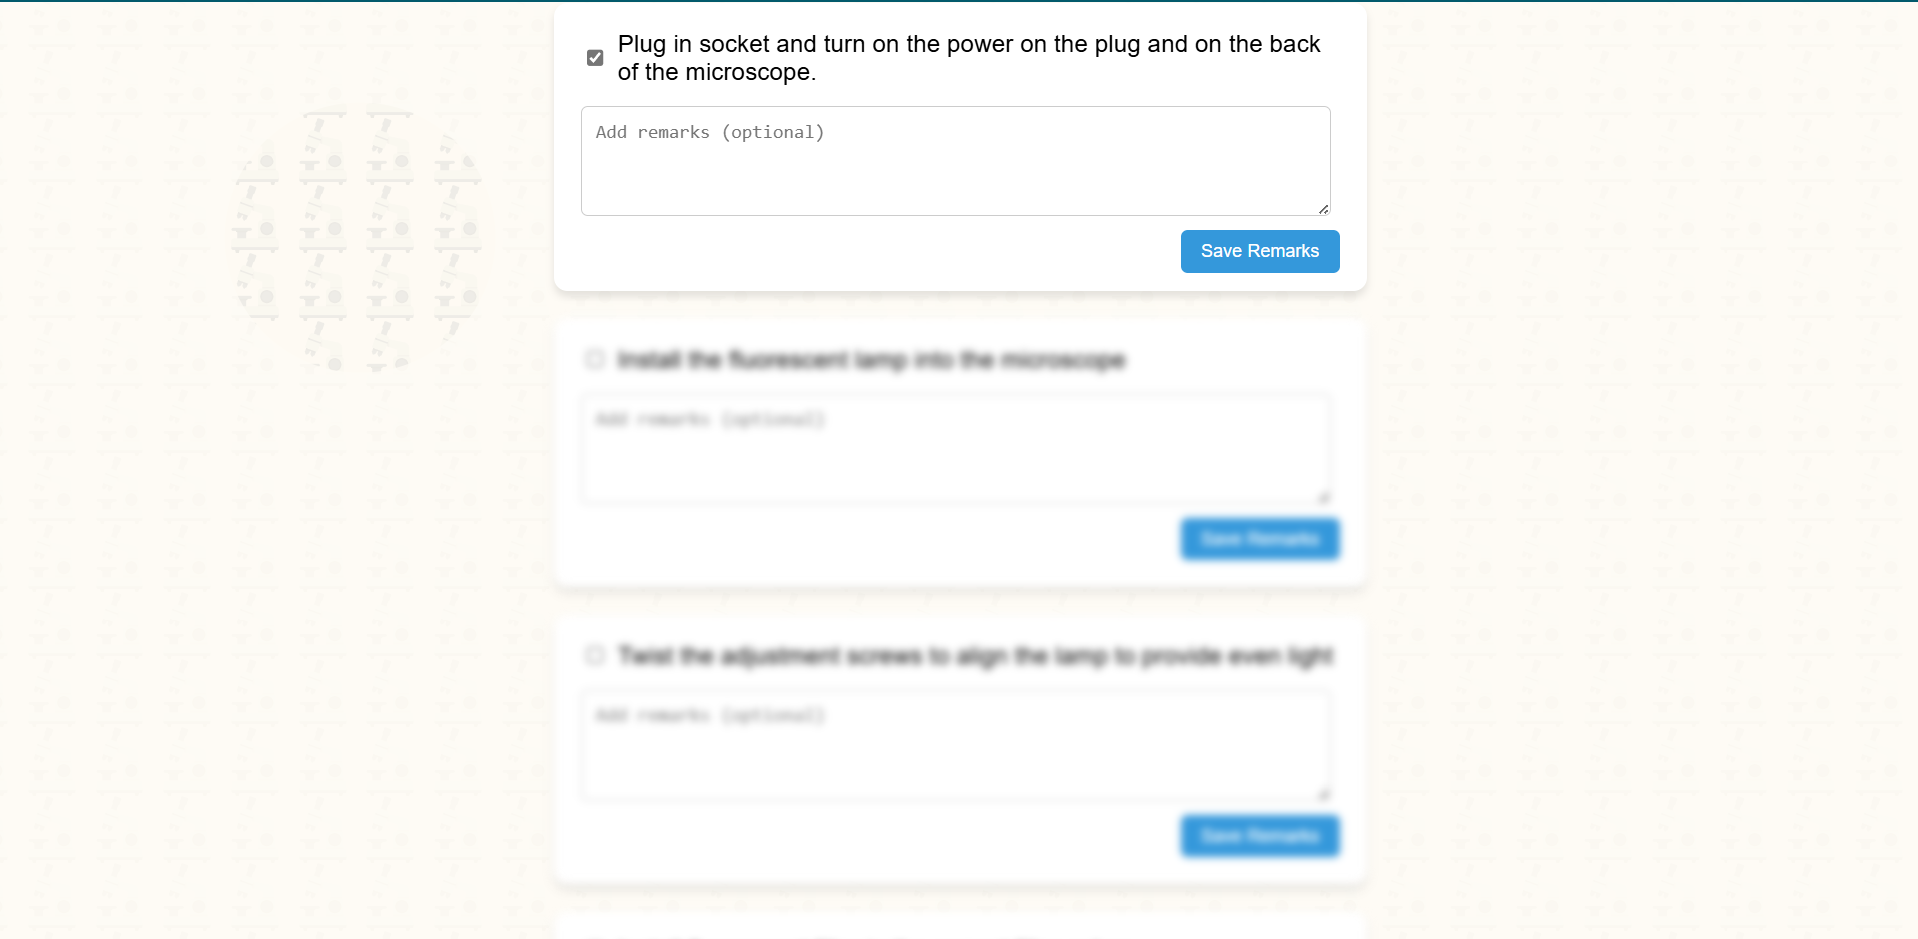 Plug in socket and turn on the power on the plug and on the back
of the microscope.
Add remarks (optional)
Save Remarks
Install the fluorescent lamp into the microscope
Add remarks (optional)
Save Remarks
Twist the adjustment screws to align the lamp to provide even light
Add remarks (optional)
Save Remarks